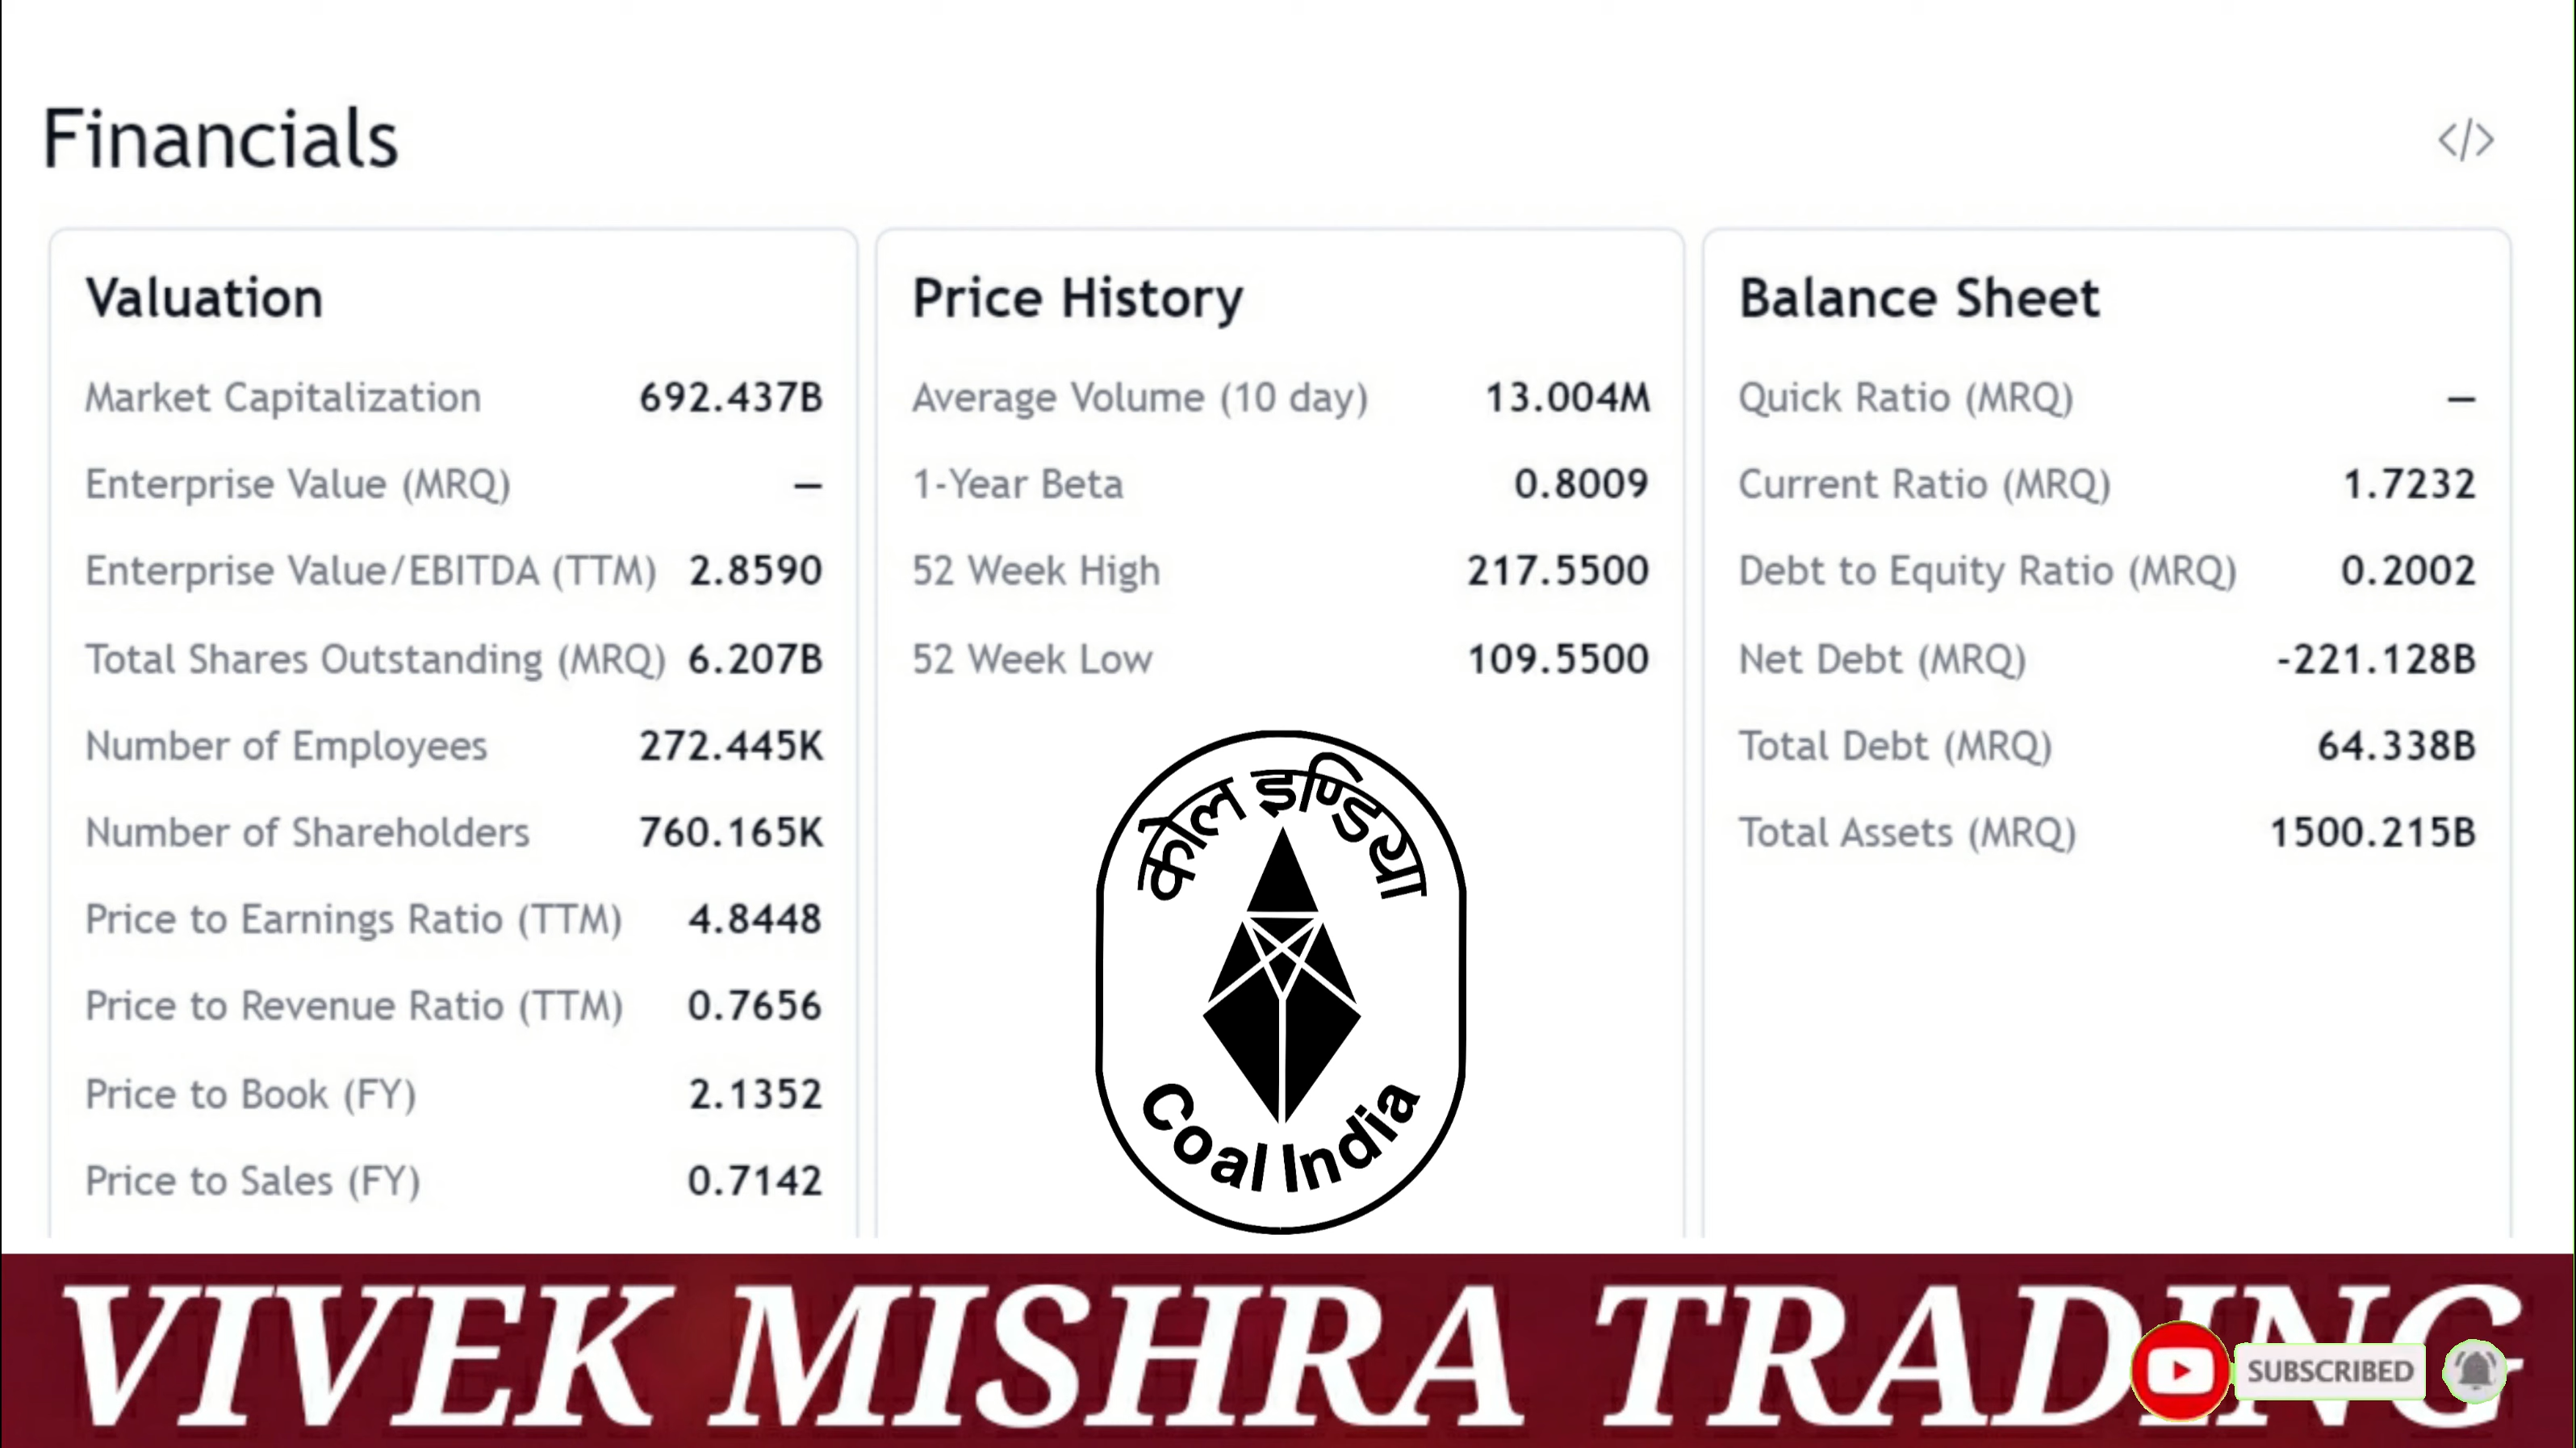 Financials
</>
Valuation
Market Capitalization 692.437B
Enterprise Value (MRQ) —
Enterprise Value/EBITDA (TTM) 2.8590
Total Shares Outstanding (MRQ) 6.207B
Number of Employees 272.445K
Number of Shareholders 760.165K
Price to Earnings Ratio (TTM) 4.8448
Price to Revenue Ratio (TTM) 0.7656
Price to Book (FY) 2.1352
Price to Sales (FY) 0.7142
Price History
Average Volume (10 day) 13.004M
1-Year Beta 0.8009
52 Week High 217.5500
52 Week Low 109.5500
कोल इण्डिया
Coal India
Balance Sheet
Quick Ratio (MRQ) —
Current Ratio (MRQ) 1.7232
Debt to Equity Ratio (MRQ) 0.2002
Net Debt (MRQ) -221.128B
Total Debt (MRQ) 64.338B
Total Assets (MRQ) 1500.215B
VIVEK MISHRA TRADING
SUBSCRIBED